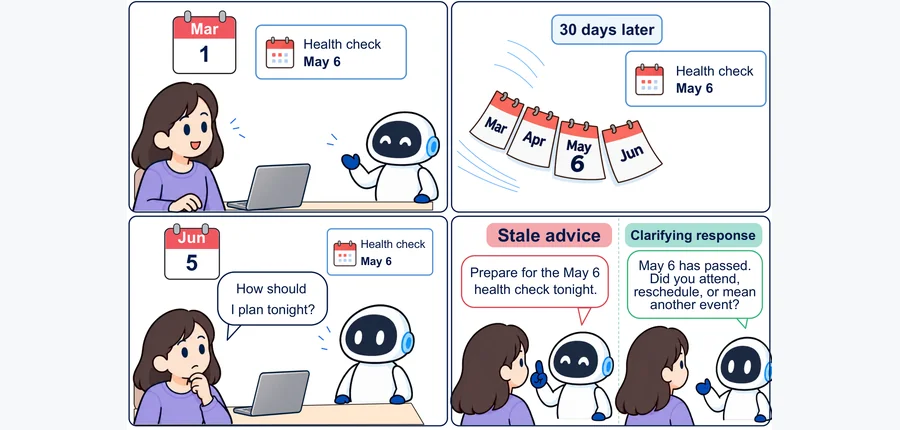 Mar
1
Health check
May 6
30 days later
Health check
May 6
Mar
Apr
May
6
Jun
Jun
5
Health check
May 6
How should
I plan tonight?
Stale advice
Prepare for the May 6
health check tonight.
Clarifying response
May 6 has passed.
Did you attend,
reschedule, or mean
another event?